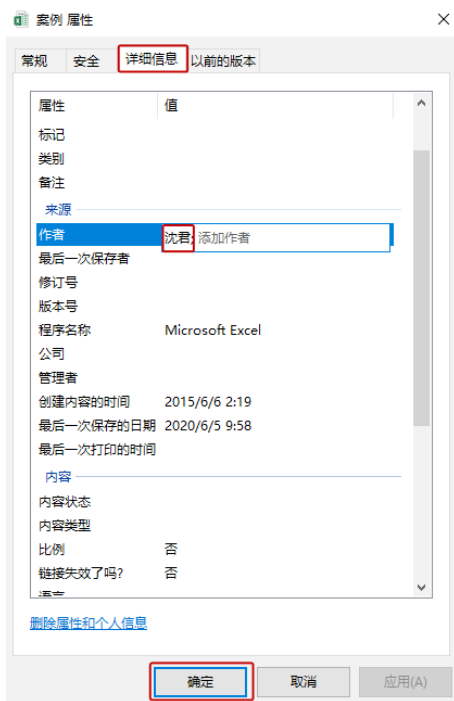 案例 属性
常规 安全 详细信息 以前的版本
属性 值
标记
类别
备注
来源
作者 沈君; 添加作者
最后一次保存者
修订号
版本号
程序名称 Microsoft Excel
公司
管理者
创建内容的时间 2015/6/6 2:19
最后一次保存的日期 2020/6/5 9:58
最后一次打印的时间
内容
内容状态
内容类型
比例 否
链接失效了吗? 否
语言
删除属性和个人信息
确定 取消 应用(A)